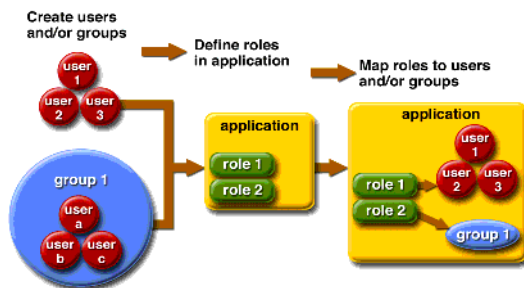 Create users
and/or groups
Define roles
in application
Map roles to users
and/or groups
user
1
user
2
user
3
group 1
user
a
user
b
user
c
application
role 1
role 2
application
user
1
user
2
user
3
role 1
role 2
group 1